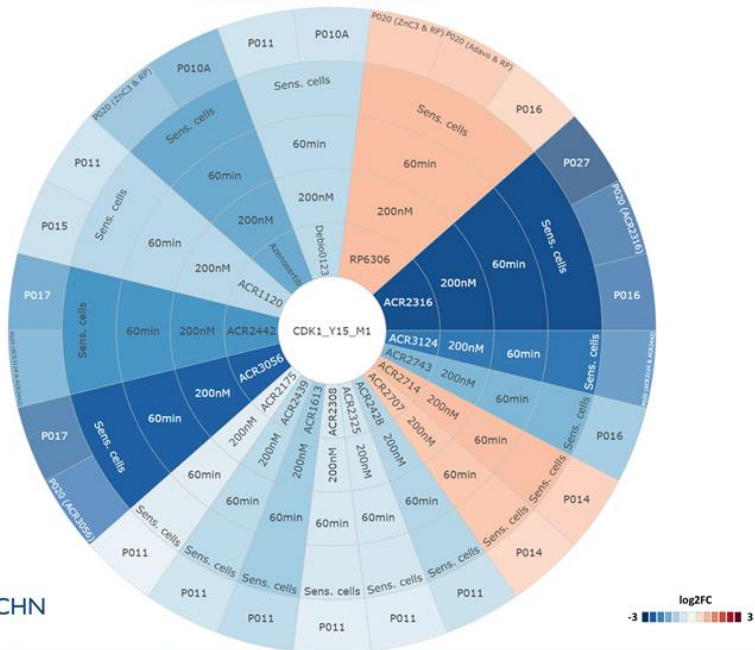 P011
P010A
P020 (ZnC3 & RP)
P020 (Adavo & RP)
P016
P027
P020 (ACR2316)
P016
P016
P014
P014
P011
P011
P011
P011
P011
P011
P020 (ACR3056)
P017
P017
P015
P011
P020 (ZnC3 & RP)
P010A
Sens. cells
60min
200nM
Debio0123
Sens. cells
60min
200nM
RP6306
Sens. cells
60min
200nM
ACR2316
Sens. cells
60min
200nM
ACR3124
Sens. cells
60min
200nM
ACR2743
Sens. cells
60min
200nM
ACR2714
Sens. cells
60min
200nM
ACR2707
Sens. cells
60min
200nM
ACR2428
Sens. cells
60min
200nM
ACR2325
Sens. cells
60min
200nM
ACR2308
Sens. cells
60min
200nM
ACR1613
Sens. cells
60min
200nM
ACR2439
Sens. cells
60min
200nM
ACR2175
Sens. cells
60min
200nM
ACR3056
Sens. cells
60min
200nM
ACR2442
Sens. cells
60min
200nM
ACR1120
Sens. cells
60min
200nM
Azenosertib
CDK1_Y15_M1
CHN
log2FC
-3 3